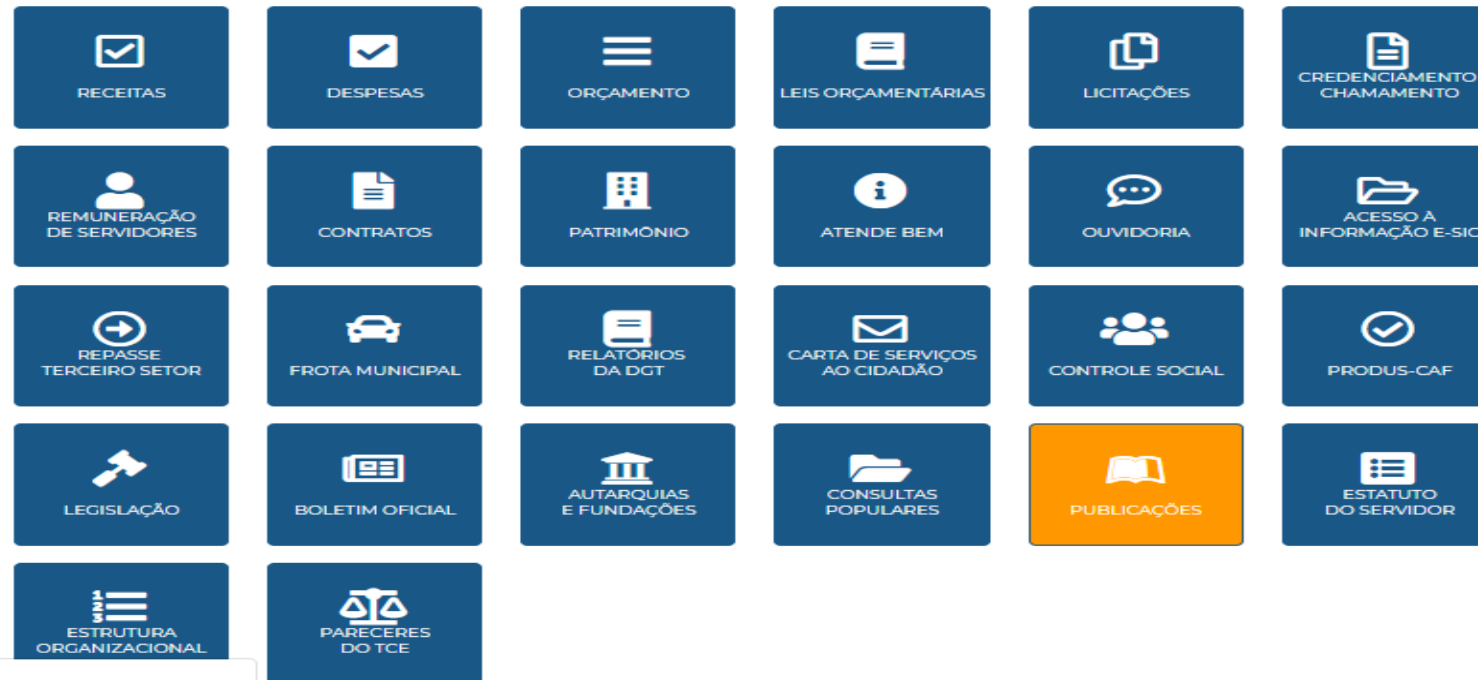 RECEITAS
DESPESAS
ORÇAMENTO
LEIS ORÇAMENTÁRIAS
LICITAÇÕES
CREDENCIAMENTO
CHAMAMENTO
REMUNERAÇÃO
DE SERVIDORES
CONTRATOS
PATRIMÔNIO
ATENDE BEM
OUVIDORIA
ACESSO À
INFORMAÇÃO E-SIC
REPASSE
TERCEIRO SETOR
FROTA MUNICIPAL
RELATÓRIOS
DA DGT
CARTA DE SERVIÇOS
AO CIDADÃO
CONTROLE SOCIAL
PRODUS-CAF
LEGISLAÇÃO
BOLETIM OFICIAL
AUTARQUIAS
E FUNDAÇÕES
CONSULTAS
POPULARES
PUBLICAÇÕES
ESTATUTO
DO SERVIDOR
ESTRUTURA
ORGANIZACIONAL
PARECERES
DO TCE